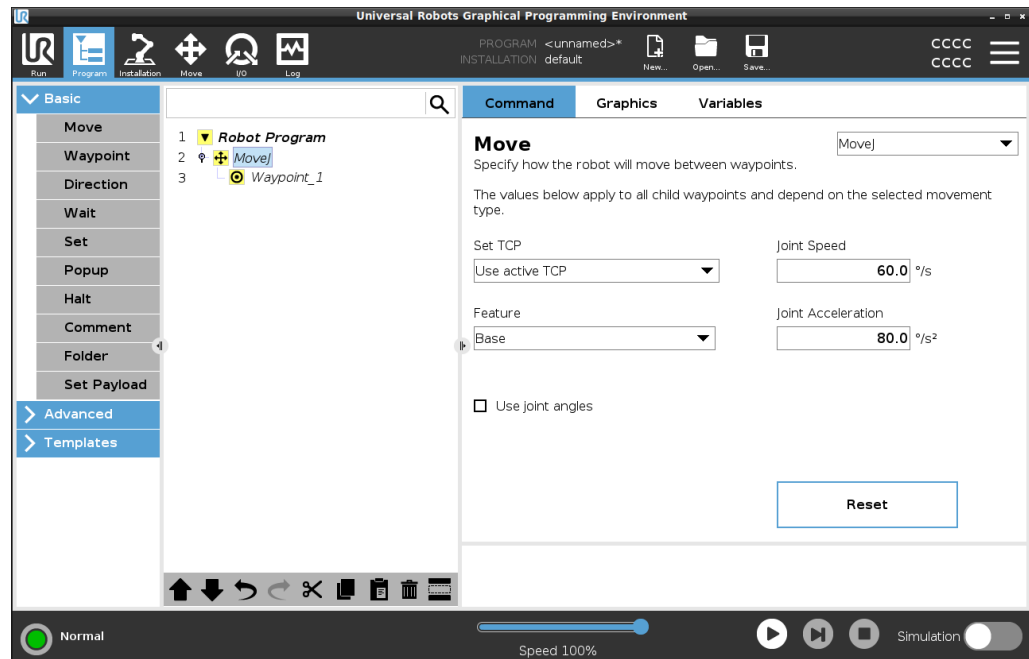 UR
Universal Robots Graphical Programming Environment
UR
Run
Program
Installation
Move
I/O
Log
PROGRAM <unnamed>*
INSTALLATION default
New...
Open...
Save...
CCCC
CCCC
Basic
Move
Waypoint
Direction
Wait
Set
Popup
Halt
Comment
Folder
Set Payload
Advanced
Templates
1 Robot Program
2 MoveJ
3 Waypoint_1
Command Graphics Variables
Move
MoveJ
Specify how the robot will move between waypoints.
The values below apply to all child waypoints and depend on the selected movement
type.
Set TCP
Use active TCP
Joint Speed
60.0 °/s
Feature
Base
Joint Acceleration
80.0 °/s²
Use joint angles
Reset
Normal
Speed 100%
Simulation